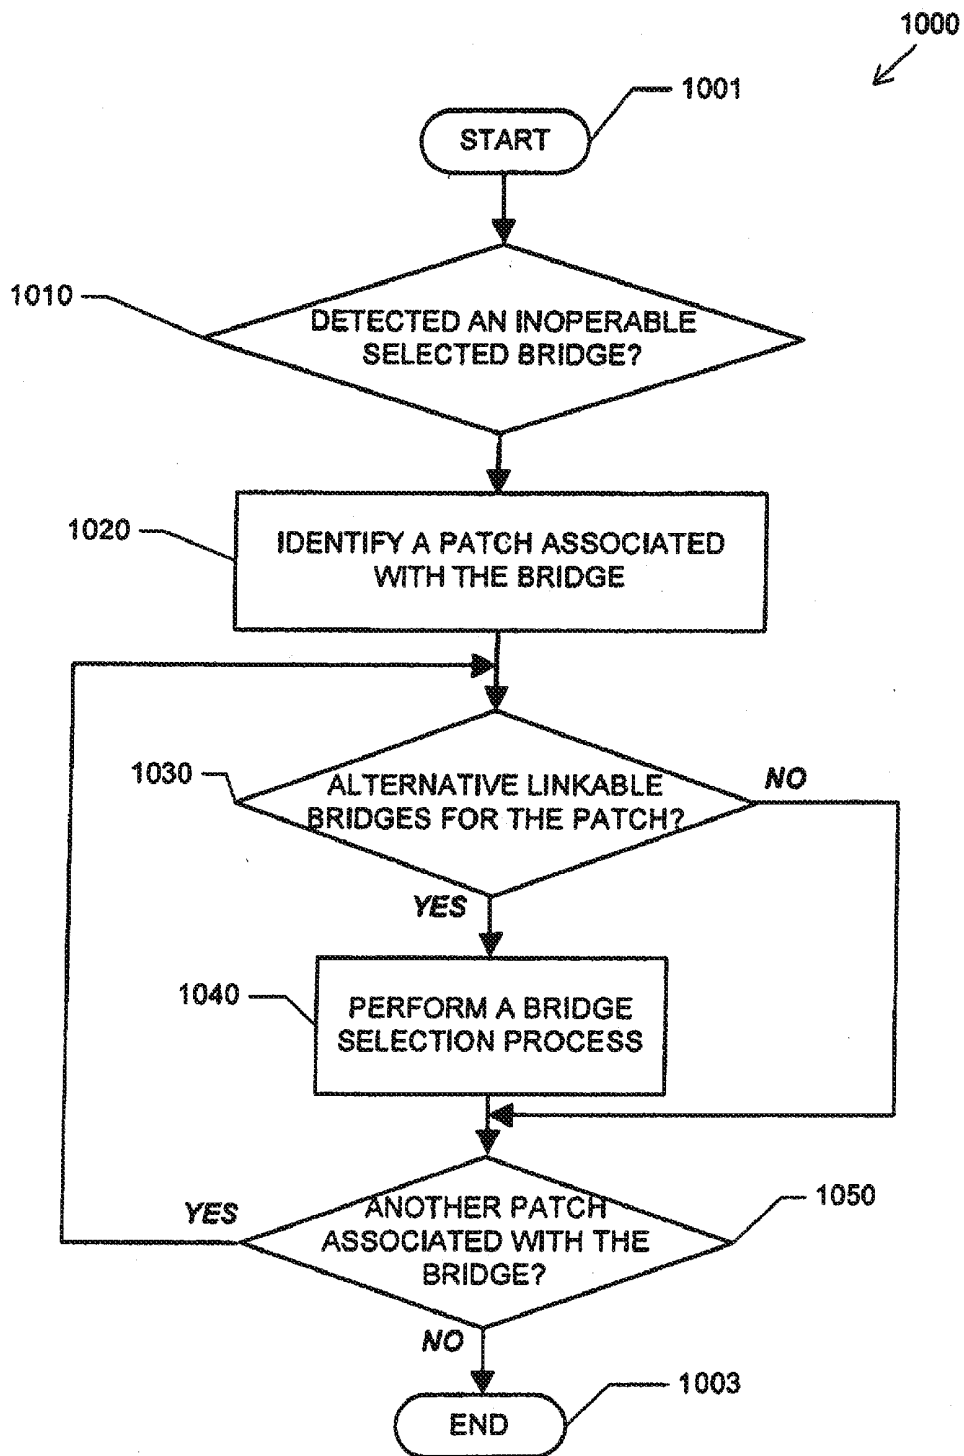 1000
1001
START
1010
DETECTED AN INOPERABLE
SELECTED BRIDGE?
1020
IDENTIFY A PATCH ASSOCIATED
WITH THE BRIDGE
1030
ALTERNATIVE LINKABLE
BRIDGES FOR THE PATCH?
NO
YES
1040
PERFORM A BRIDGE
SELECTION PROCESS
1050
YES
ANOTHER PATCH
ASSOCIATED WITH THE
BRIDGE?
NO
1003
END